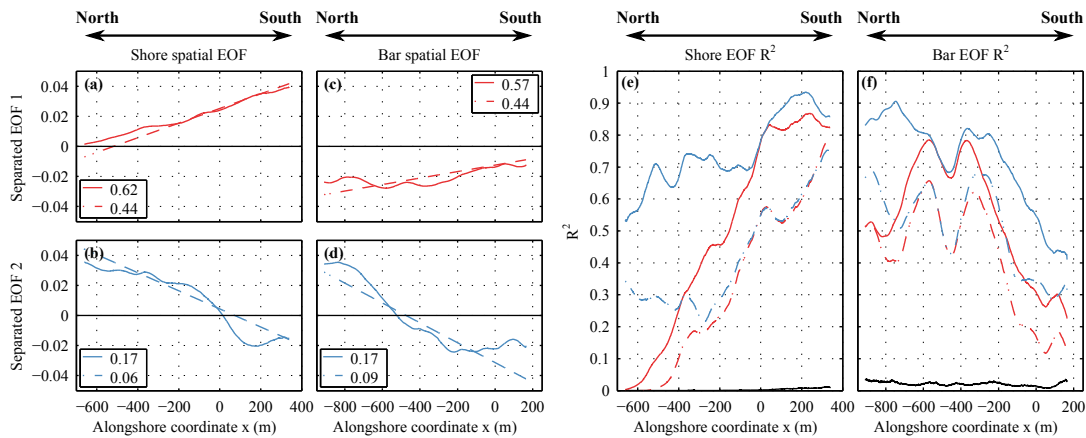 North South North South
Shore spatial EOF Bar spatial EOF Shore EOF R² Bar EOF R²
(a) (c) (e) (f)
Separated EOF 1
0.04
0.02
0
−0.02
−0.04
0.62
0.44
0.57
0.44
(b) (d)
Separated EOF 2
0.04
0.02
0
−0.02
−0.04
0.17
0.06
0.17
0.09
−600 −400 −200 0 200 400
Alongshore coordinate x (m)
−800 −600 −400 −200 0 200
Alongshore coordinate x (m)
R²
1
0.9
0.8
0.7
0.6
0.5
0.4
0.3
0.2
0.1
0
−600 −400 −200 0 200 400
Alongshore coordinate x (m)
−800 −600 −400 −200 0 200
Alongshore coordinate x (m)